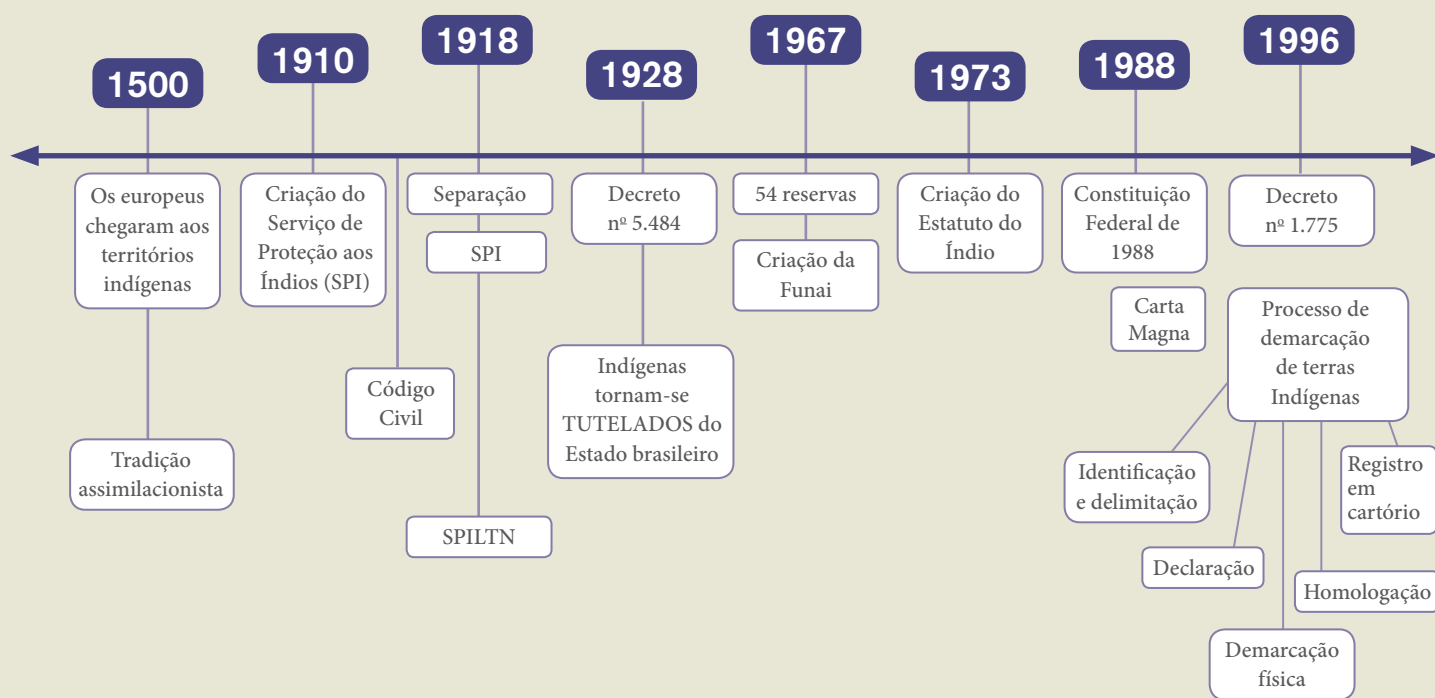 1500
Os europeus
chegaram aos
territórios
indígenas
Tradição
assimilacionista
1910
Criação do
Serviço de
Proteção aos
Índios (SPI)
Código
Civil
1918
Separação
SPI
SPILTN
1928
Decreto
nº 5.484
Indígenas
tornam-se
TUTELADOS do
Estado brasileiro
1967
54 reservas
Criação da
Funai
1973
Criação do
Estatuto do
Índio
1988
Constituição
Federal de
1988
Carta
Magna
1996
Decreto
nº 1.775
Processo de
demarcação
de terras
Indígenas
Identificação
e delimitação
Declaração
Demarcação
física
Homologação
Registro
em
cartório